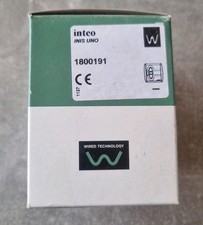 inteo
INIS UNO
W
1800191
CE
WIRED TECHNOLOGY